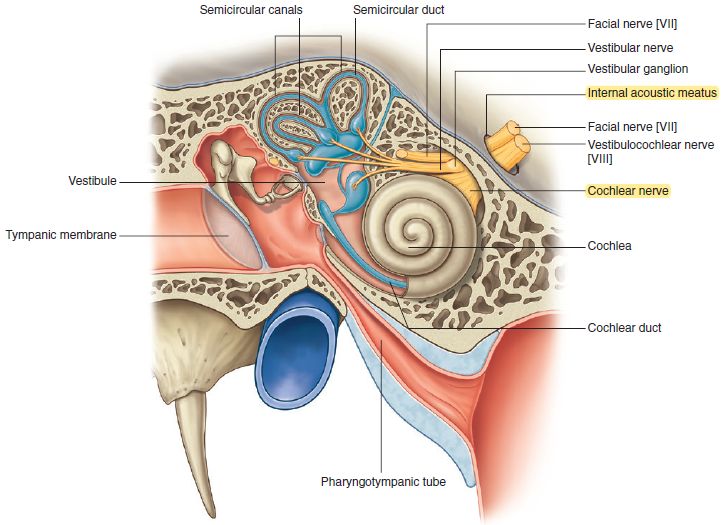 Semicircular canals
Semicircular duct
Facial nerve [VII]
Vestibular nerve
Vestibular ganglion
Internal acoustic meatus
Facial nerve [VII]
Vestibulocochlear nerve
[VIII]
Vestibule
Cochlear nerve
Tympanic membrane
Cochlea
Cochlear duct
Pharyngotympanic tube